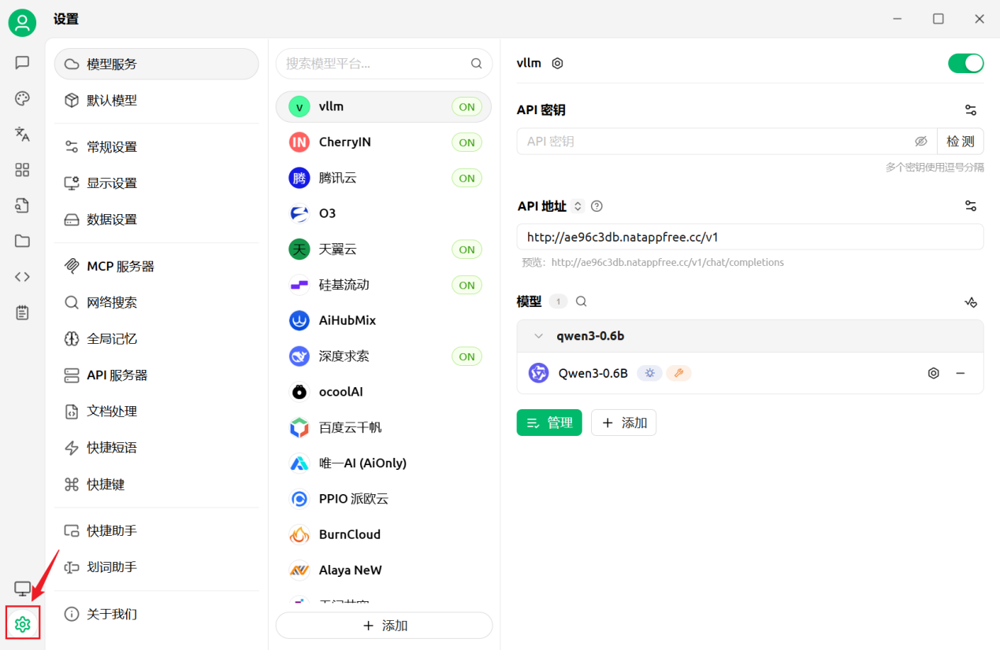 设置
模型服务
默认模型
常规设置
显示设置
数据设置
MCP 服务器
网络搜索
全局记忆
API 服务器
文档处理
快捷短语
快捷键
快捷助手
划词助手
关于我们
搜索模型平台...
v vllm ON
IN CherryIN ON
腾 腾讯云 ON
O3
天 天翼云 ON
硅基流动 ON
AiHubMix
深度求索 ON
ocoolAI
百度云千帆
唯一AI (AiOnly)
PPIO 派欧云
BurnCloud
Alaya NeW
添加
vllm
API 密钥
API 密钥 检测
多个密钥使用逗号分隔
API 地址
http://ae96c3db.natappfree.cc/v1
预览：http://ae96c3db.natappfree.cc/v1/chat/completions
模型 1
qwen3-0.6b
Qwen3-0.6B
管理 添加